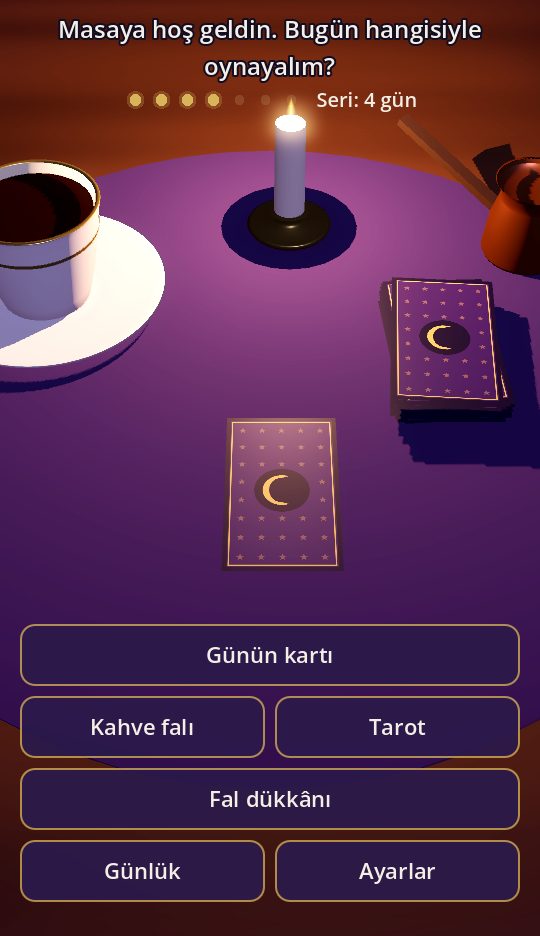 Masaya hoş geldin. Bugün hangisiyle
oynayalım?
Seri: 4 gün
Günün kartı
Kahve falı
Tarot
Fal dükkânı
Günlük
Ayarlar